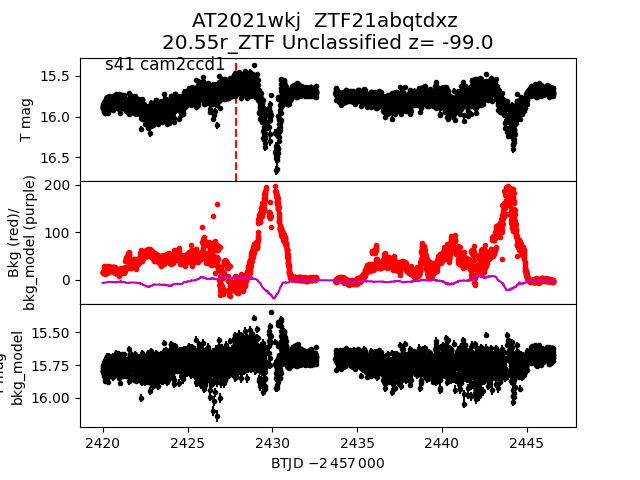 AT2021wkj  ZTF21abqtdxz
20.55r_ZTF Unclassified z= -99.0
s41 cam2ccd1
15.5
16.0
16.5
T mag
200
100
0
Bkg (red)/
bkg_model (purple)
15.50
15.75
16.00
mag
bkg_model
2420
2425
2430
2435
2440
2445
BTJD −2 457 000